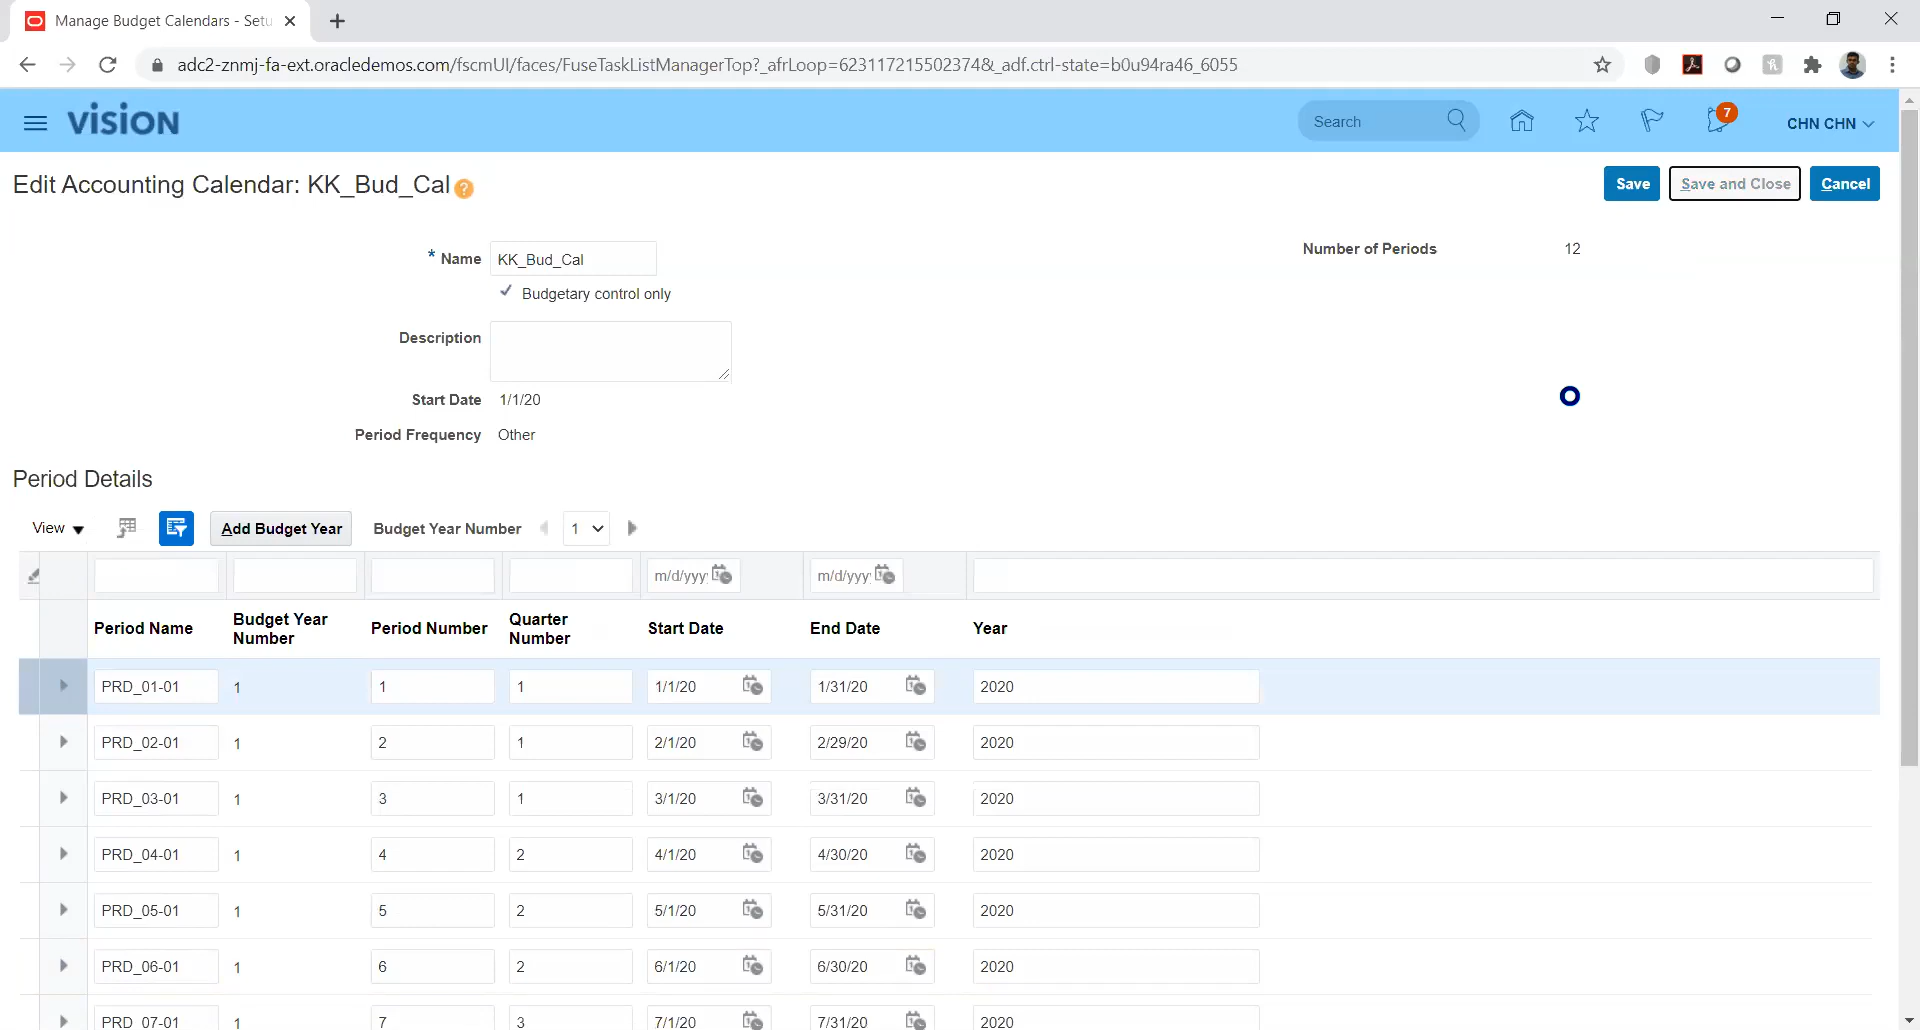 Manage Budget Calendars - Setu
adc2-znmj-fa-ext.oracledemos.com/fscmUI/faces/FuseTaskListManagerTop?_afrLoop=62311721550237​48&_adf.ctrl-state=b0u94ra46_6055
VISION
Search
7
CHN CHN
Edit Accounting Calendar: KK_Bud_Cal ?
Save
Save and Close
Cancel
* Name KK_Bud_Cal
Number of Periods 12
Budgetary control only
Description
Start Date 1/1/20
Period Frequency Other
Period Details
View
Add Budget Year
Budget Year Number 1
m/d/yyy
m/d/yyy
Period Name Budget Year Number Period Number Quarter Number Start Date End Date Year
PRD_01-01 1 1 1 1/1/20 1/31/20 2020
PRD_02-01 1 2 1 2/1/20 2/29/20 2020
PRD_03-01 1 3 1 3/1/20 3/31/20 2020
PRD_04-01 1 4 2 4/1/20 4/30/20 2020
PRD_05-01 1 5 2 5/1/20 5/31/20 2020
PRD_06-01 1 6 2 6/1/20 6/30/20 2020
PRD_07-01 1 7 3 7/1/20 7/31/20 2020